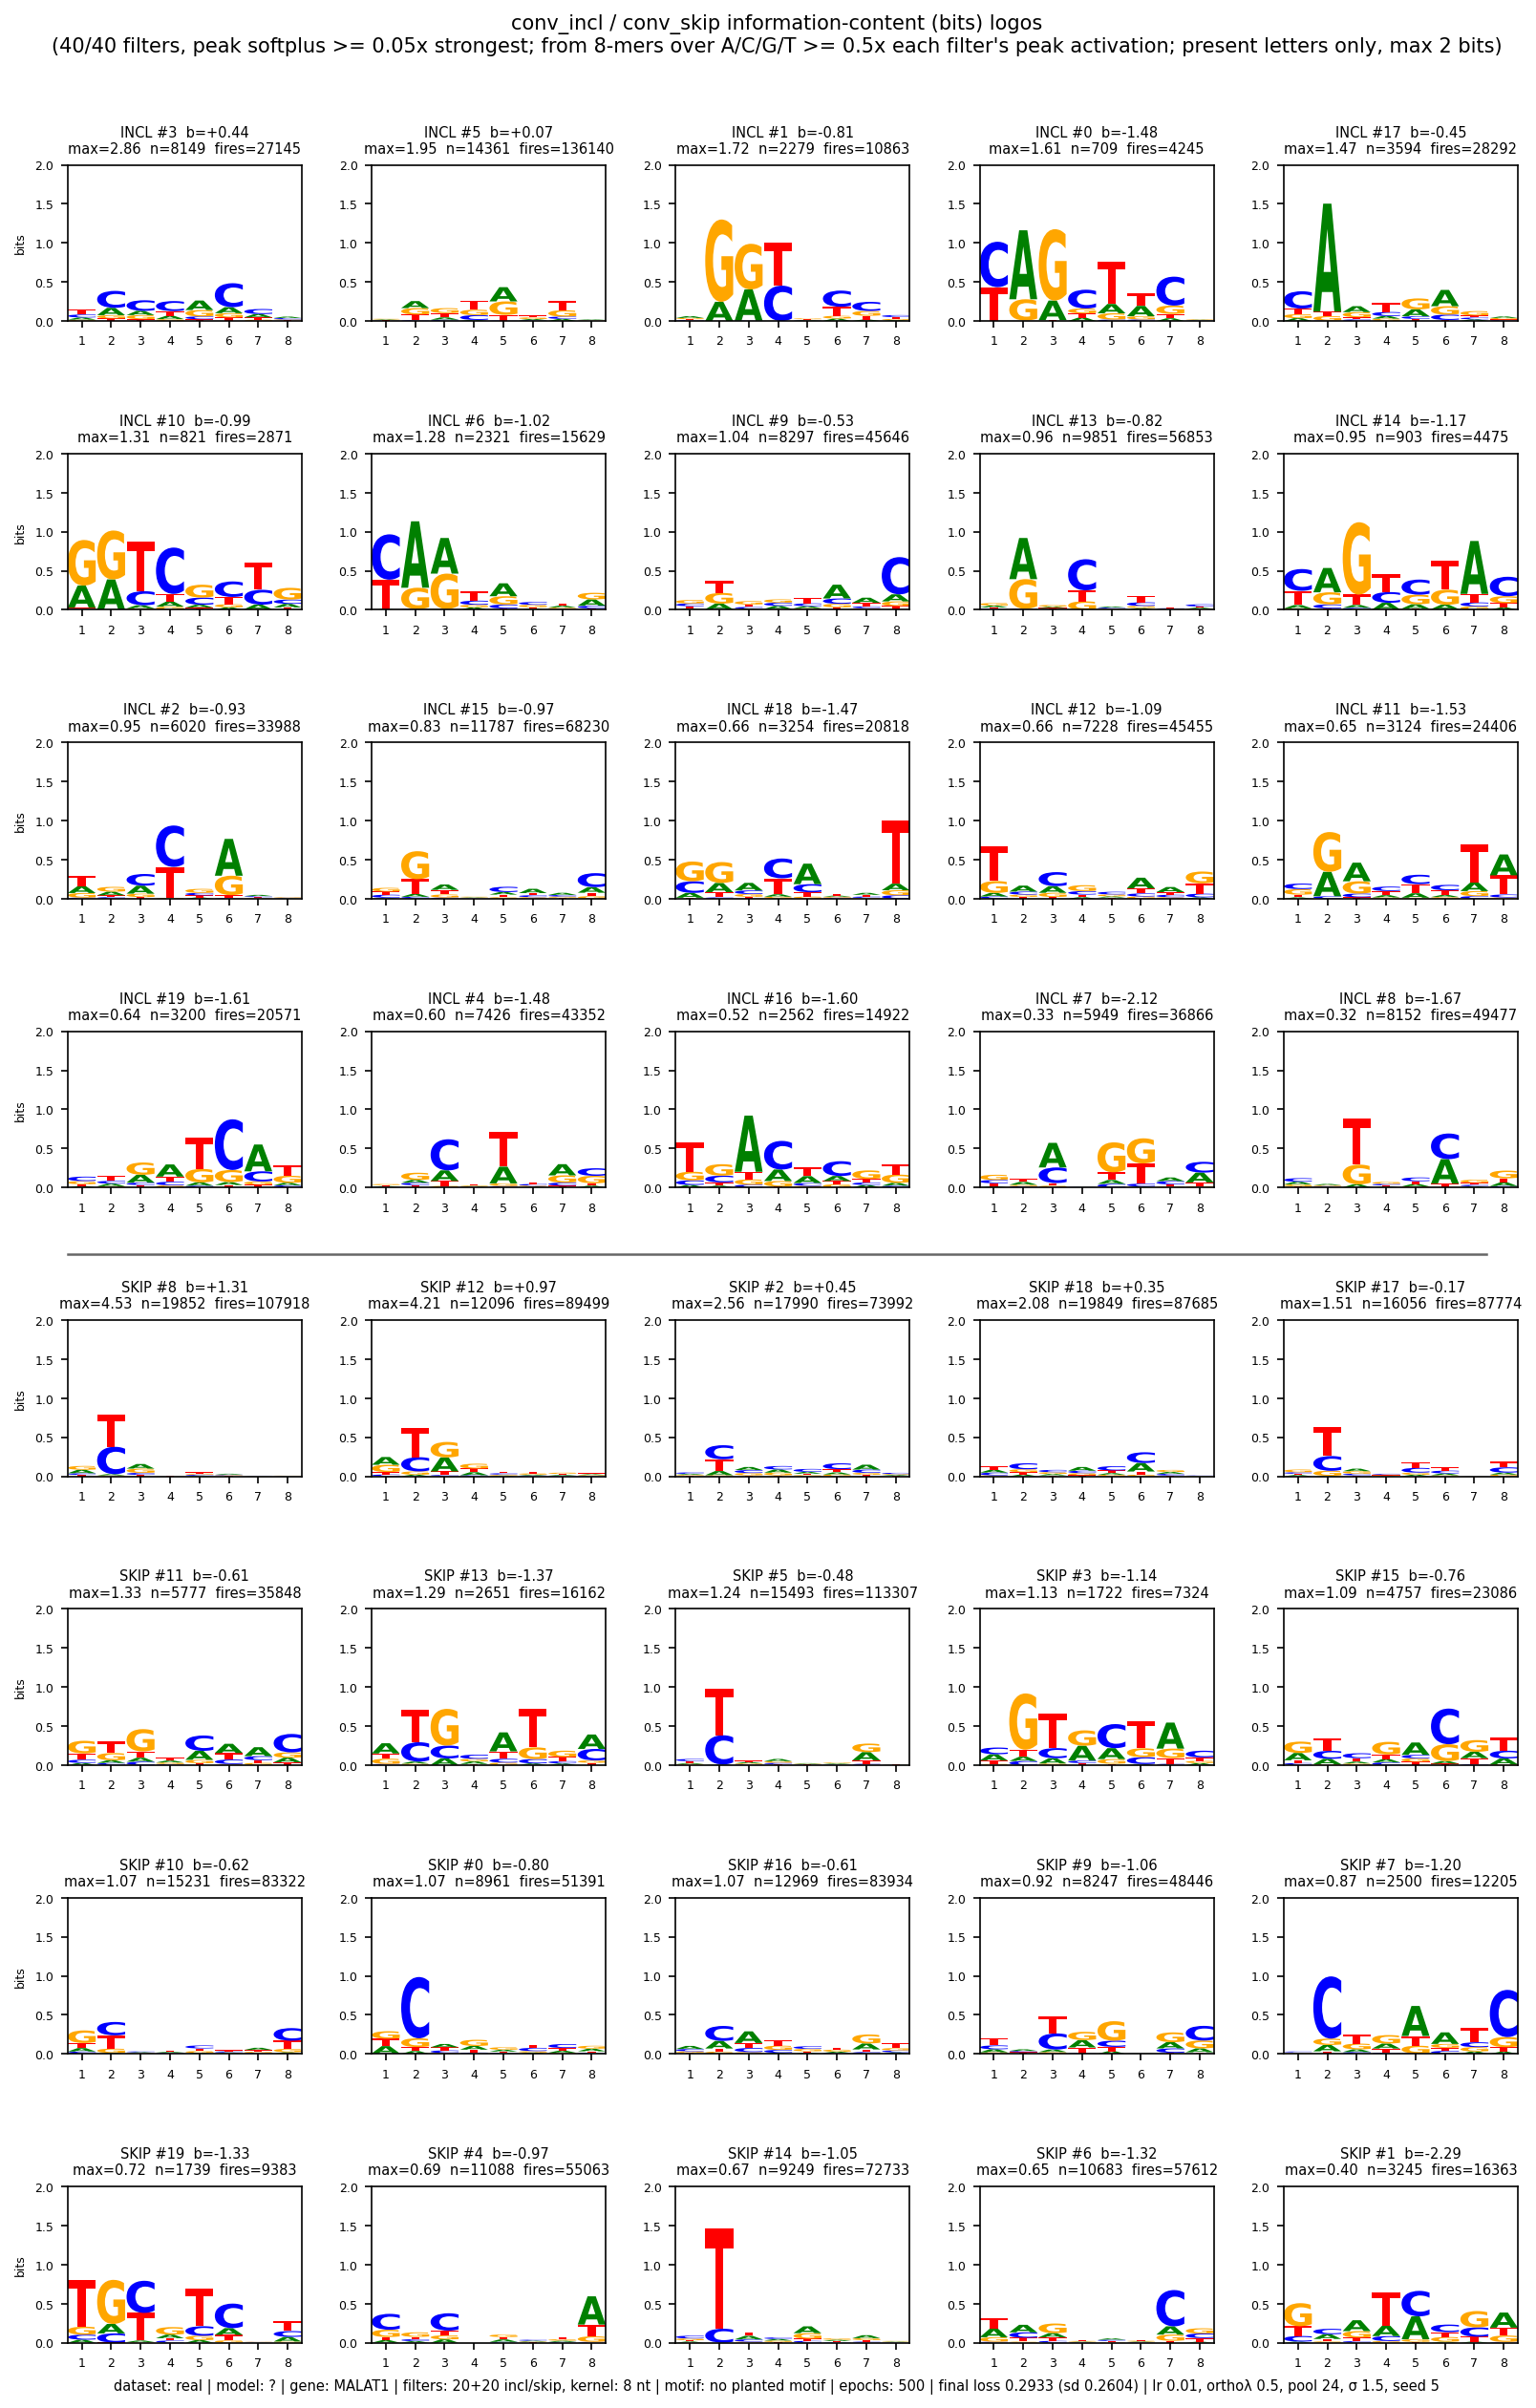 conv_incl / conv_skip information-content (bits) logos
(40/40 filters, peak softplus >= 0.05x strongest; from 8-mers over A/C/G/T >= 0.5x each filter's peak activation; present letters only, max 2 bits)
INCL #3 b=+0.44
max=2.86 n=8149 fires=27145
INCL #5 b=+0.07
max=1.95 n=14361 fires=136140
INCL #1 b=-0.81
max=1.72 n=2279 fires=10863
INCL #0 b=-1.48
max=1.61 n=709 fires=4245
INCL #17 b=-0.45
max=1.47 n=3594 fires=28292
INCL #10 b=-0.99
max=1.31 n=821 fires=2871
INCL #6 b=-1.02
max=1.28 n=2321 fires=15629
INCL #9 b=-0.53
max=1.04 n=8297 fires=45646
INCL #13 b=-0.82
max=0.96 n=9851 fires=56853
INCL #14 b=-1.17
max=0.95 n=903 fires=4475
INCL #2 b=-0.93
max=0.95 n=6020 fires=33988
INCL #15 b=-0.97
max=0.83 n=11787 fires=68230
INCL #18 b=-1.47
max=0.66 n=3254 fires=20818
INCL #12 b=-1.09
max=0.66 n=7228 fires=45455
INCL #11 b=-1.53
max=0.65 n=3124 fires=24406
INCL #19 b=-1.61
max=0.64 n=3200 fires=20571
INCL #4 b=-1.48
max=0.60 n=7426 fires=43352
INCL #16 b=-1.60
max=0.52 n=2562 fires=14922
INCL #7 b=-2.12
max=0.33 n=5949 fires=36866
INCL #8 b=-1.67
max=0.32 n=8152 fires=49477
SKIP #8 b=+1.31
max=4.53 n=19852 fires=107918
SKIP #12 b=+0.97
max=4.21 n=12096 fires=89499
SKIP #2 b=+0.45
max=2.56 n=17990 fires=73992
SKIP #18 b=+0.35
max=2.08 n=19849 fires=87685
SKIP #17 b=-0.17
max=1.51 n=16056 fires=87774
SKIP #11 b=-0.61
max=1.33 n=5777 fires=35848
SKIP #13 b=-1.37
max=1.29 n=2651 fires=16162
SKIP #5 b=-0.48
max=1.24 n=15493 fires=113307
SKIP #3 b=-1.14
max=1.13 n=1722 fires=7324
SKIP #15 b=-0.76
max=1.09 n=4757 fires=23086
SKIP #10 b=-0.62
max=1.07 n=15231 fires=83322
SKIP #0 b=-0.80
max=1.07 n=8961 fires=51391
SKIP #16 b=-0.61
max=1.07 n=12969 fires=83934
SKIP #9 b=-1.06
max=0.92 n=8247 fires=48446
SKIP #7 b=-1.20
max=0.87 n=2500 fires=12205
SKIP #19 b=-1.33
max=0.72 n=1739 fires=9383
SKIP #4 b=-0.97
max=0.69 n=11088 fires=55063
SKIP #14 b=-1.05
max=0.67 n=9249 fires=72733
SKIP #6 b=-1.32
max=0.65 n=10683 fires=57612
SKIP #1 b=-2.29
max=0.40 n=3245 fires=16363
dataset: real | model: ? | gene: MALAT1 | filters: 20+20 incl/skip, kernel: 8 nt | motif: no planted motif | epochs: 500 | final loss 0.2933 (sd 0.2604) | lr 0.01, orthoλ 0.5, pool 24, σ 1.5, seed 5